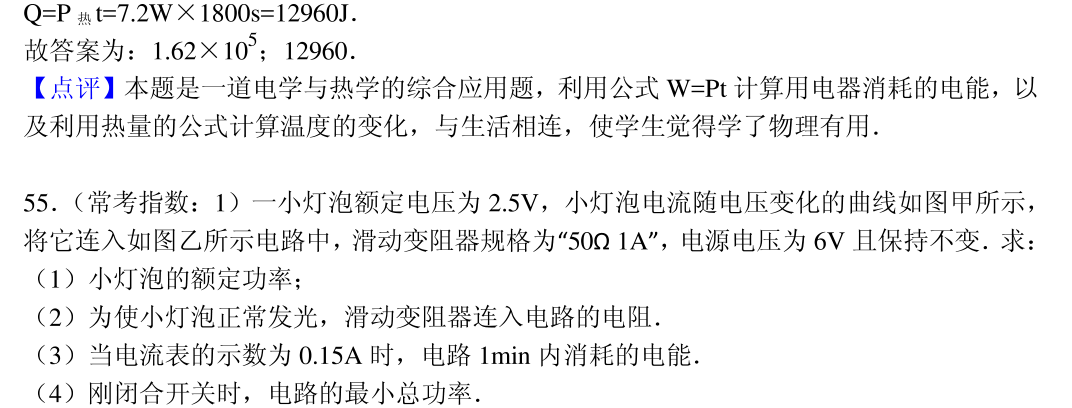 Q=P热t=7.2W×1800s=12960J．
故答案为：1.62×10⁵；12960．
【点评】本题是一道电学与热学的综合应用题，利用公式 W=Pt 计算用电器消耗的电能，以
及利用热量的公式计算温度的变化，与生活相连，使学生觉得学了物理有用．
55．（常考指数：1）一小灯泡额定电压为 2.5V，小灯泡电流随电压变化的曲线如图甲所示，
将它连入如图乙所示电路中，滑动变阻器规格为“50Ω 1A”，电源电压为 6V 且保持不变．求：
（1）小灯泡的额定功率；
（2）为使小灯泡正常发光，滑动变阻器连入电路的电阻．
（3）当电流表的示数为 0.15A 时，电路 1min 内消耗的电能．
（4）刚闭合开关时，电路的最小总功率．